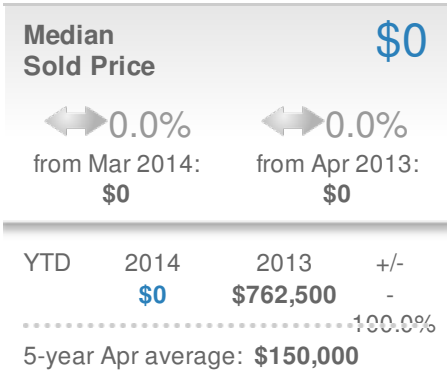 Median $0
Sold Price
0.0% 0.0%
from Mar 2014: from Apr 2013:
$0 $0
YTD 2014 2013 +/-
$0 $762,500 -
100.0%
5-year Apr average: $150,000